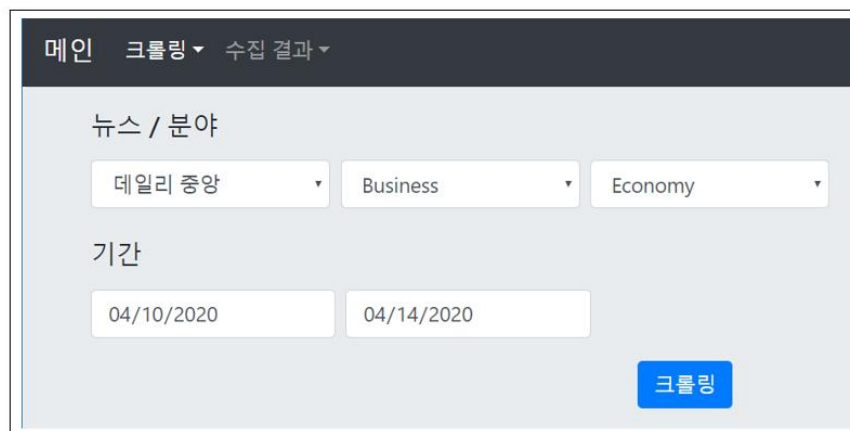 메인 크롤링 수집 결과
뉴스 / 분야
데일리 중앙 Business Economy
기간
04/10/2020 04/14/2020
크롤링